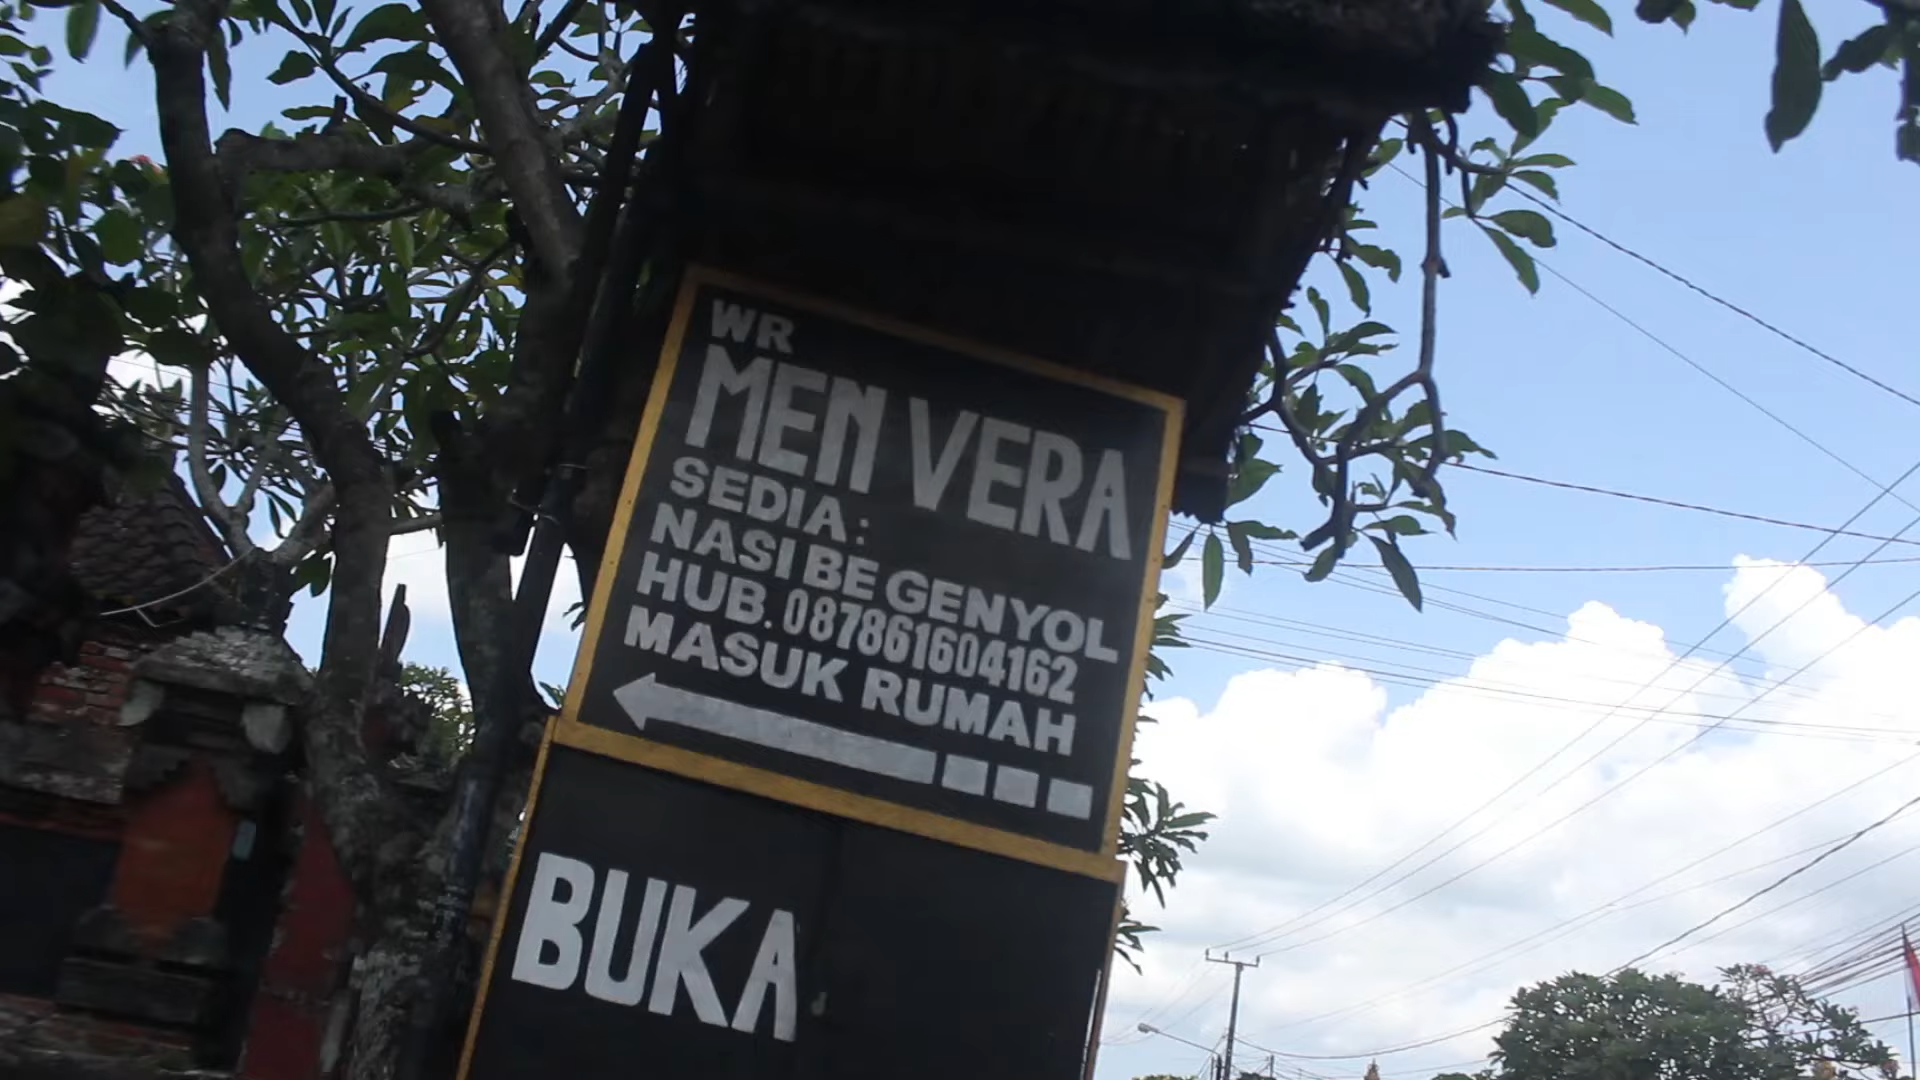 WR
MEN VERA
SEDIA :
NASI BE GENYOL
HUB. 087861604162
MASUK RUMAH
BUKA